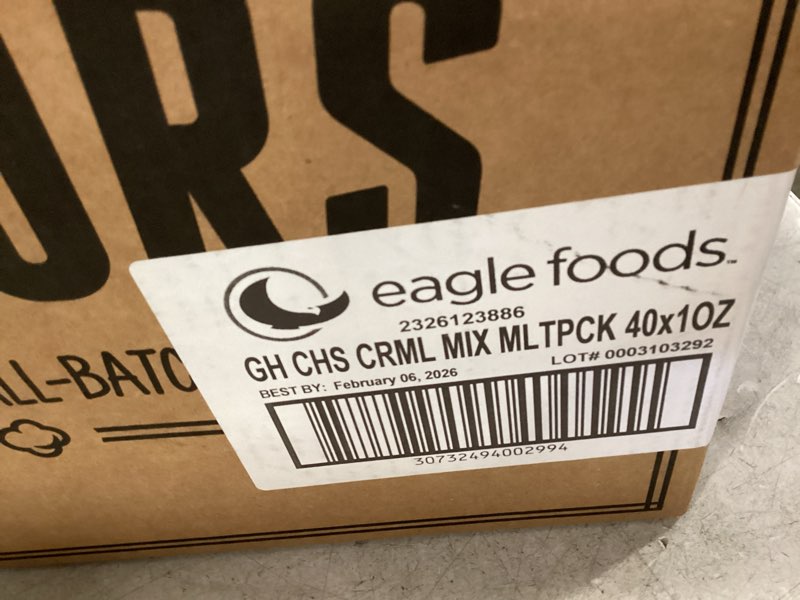 ORS
LL-BATC
eagle foods™
2326123886
GH CHS CRML MIX MLTPCK 40x1OZ
BEST BY: February 06, 2026
LOT# 0003103292
30732494002994